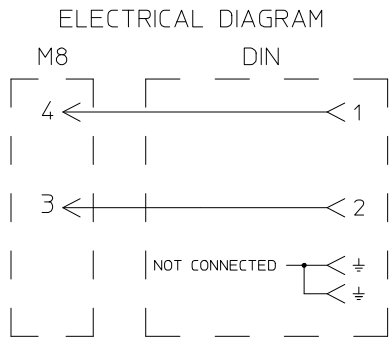 ELECTRICAL DIAGRAM
M8 DIN
4 1
3 2
NOT CONNECTED